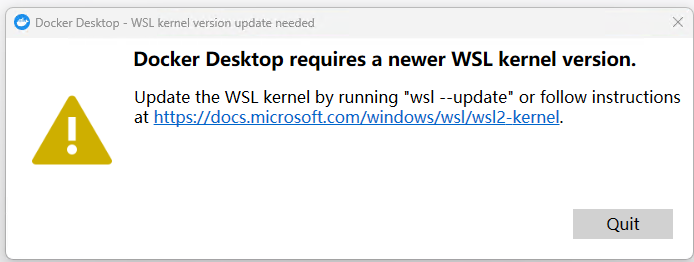 Docker Desktop - WSL kernel version update needed
Docker Desktop requires a newer WSL kernel version.
Update the WSL kernel by running "wsl --update" or follow instructions
at https://docs.microsoft.com/windows/wsl/wsl2-kernel.
Quit